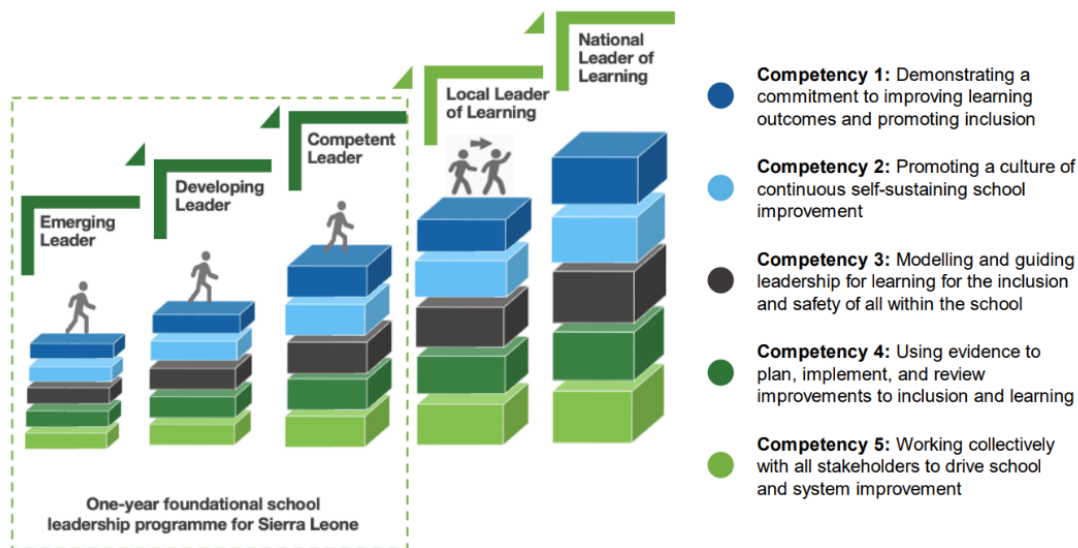 National
Leader of
Learning
Local Leader
of Learning
Competent
Leader
Developing
Leader
Emerging
Leader
One-year foundational school
leadership programme for Sierra Leone
Competency 1: Demonstrating a
commitment to improving learning
outcomes and promoting inclusion
Competency 2: Promoting a culture of
continuous self-sustaining school
improvement
Competency 3: Modelling and guiding
leadership for learning for the inclusion
and safety of all within the school
Competency 4: Using evidence to
plan, implement, and review
improvements to inclusion and learning
Competency 5: Working collectively
with all stakeholders to drive school
and system improvement